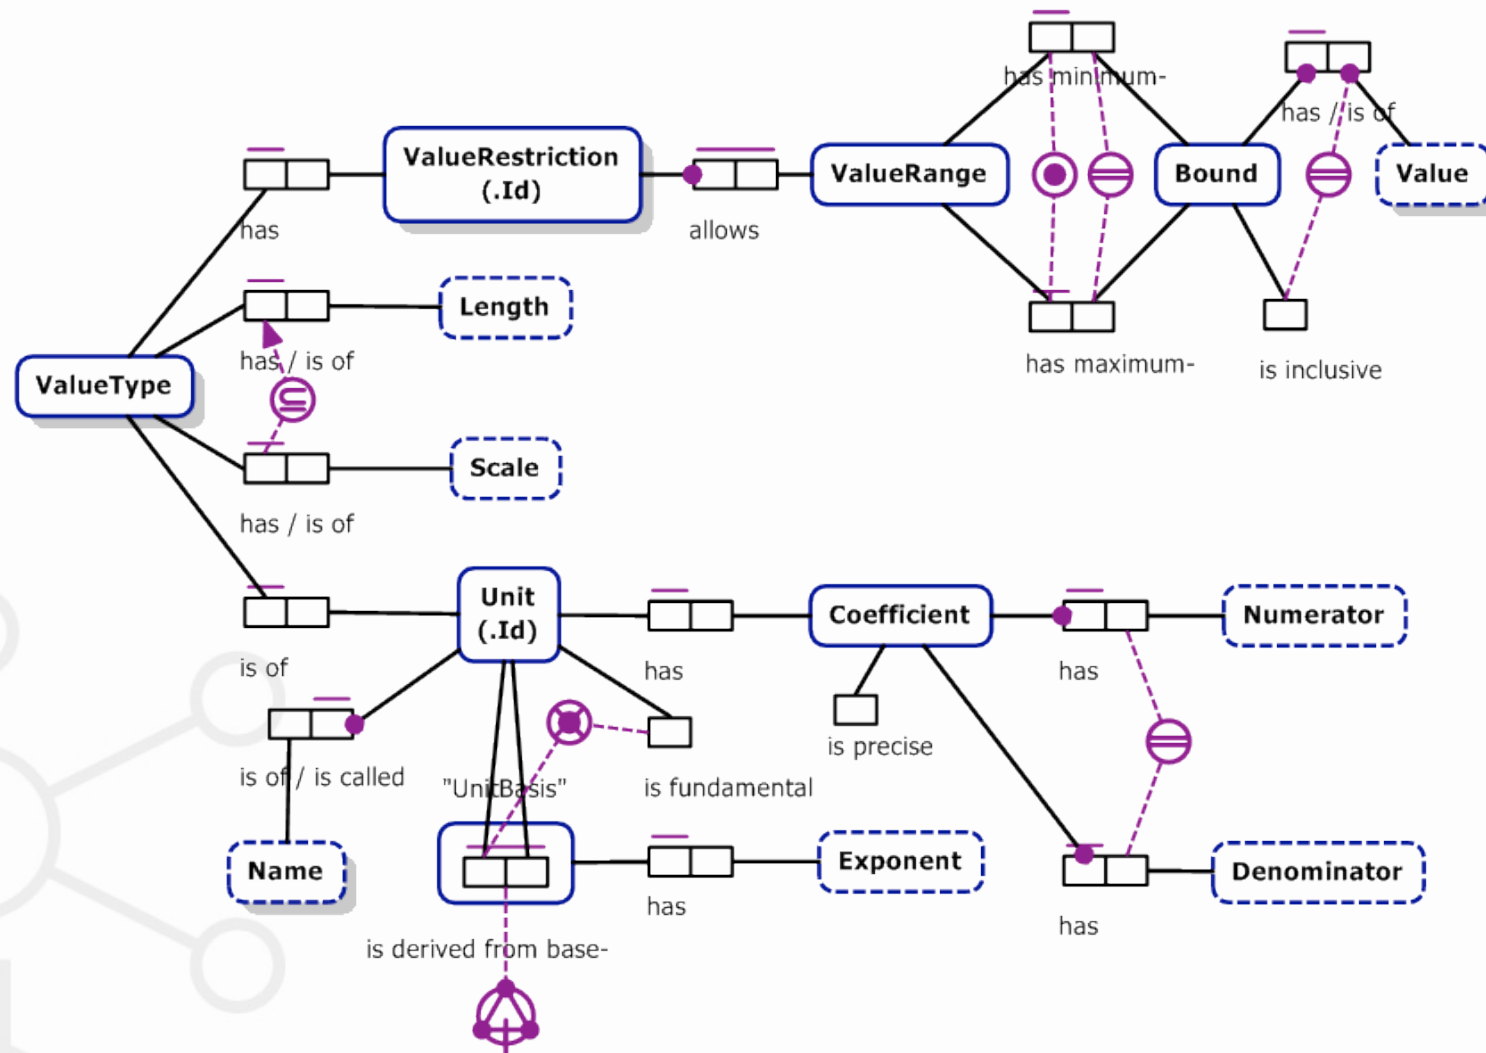 has minimum-
has / is of
ValueRestriction
(.Id)
ValueRange
Bound
Value
has
allows
Length
has / is of
has maximum-
is inclusive
ValueType
Scale
has / is of
Unit
(.Id)
Coefficient
Numerator
is of
has
has
is precise
is of / is called
"UnitBasis"
is fundamental
Name
Exponent
Denominator
has
has
is derived from base-